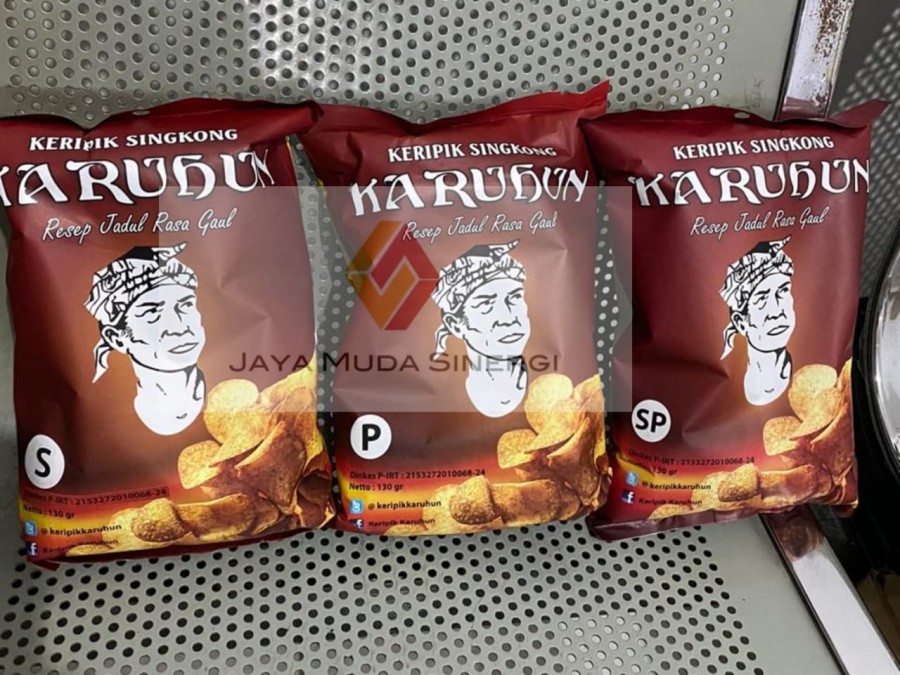 KERIPIK SINGKONG
KARUHUN
Resep Jadul Rasa Gaul
S
Dinkes P-IRT : 2153272010068-24
Netto : 130 gr
@ keripikkaruhun
Keripik Karuhun
KERIPIK SINGKONG
KARUHUN
Resep Jadul Rasa Gaul
P
Dinkes P-IRT : 2153272010068-24
Netto : 130 gr
@ keripikkaruhun
Keripik Karuhun
KERIPIK SINGKONG
KARUHUN
Resep Jadul Rasa Gaul
SP
Dinkes P-IRT : 2153272010068-24
130 gr
@ keripikkaruhun
Keripik Karuhun
JAYA MUDA SINERGI